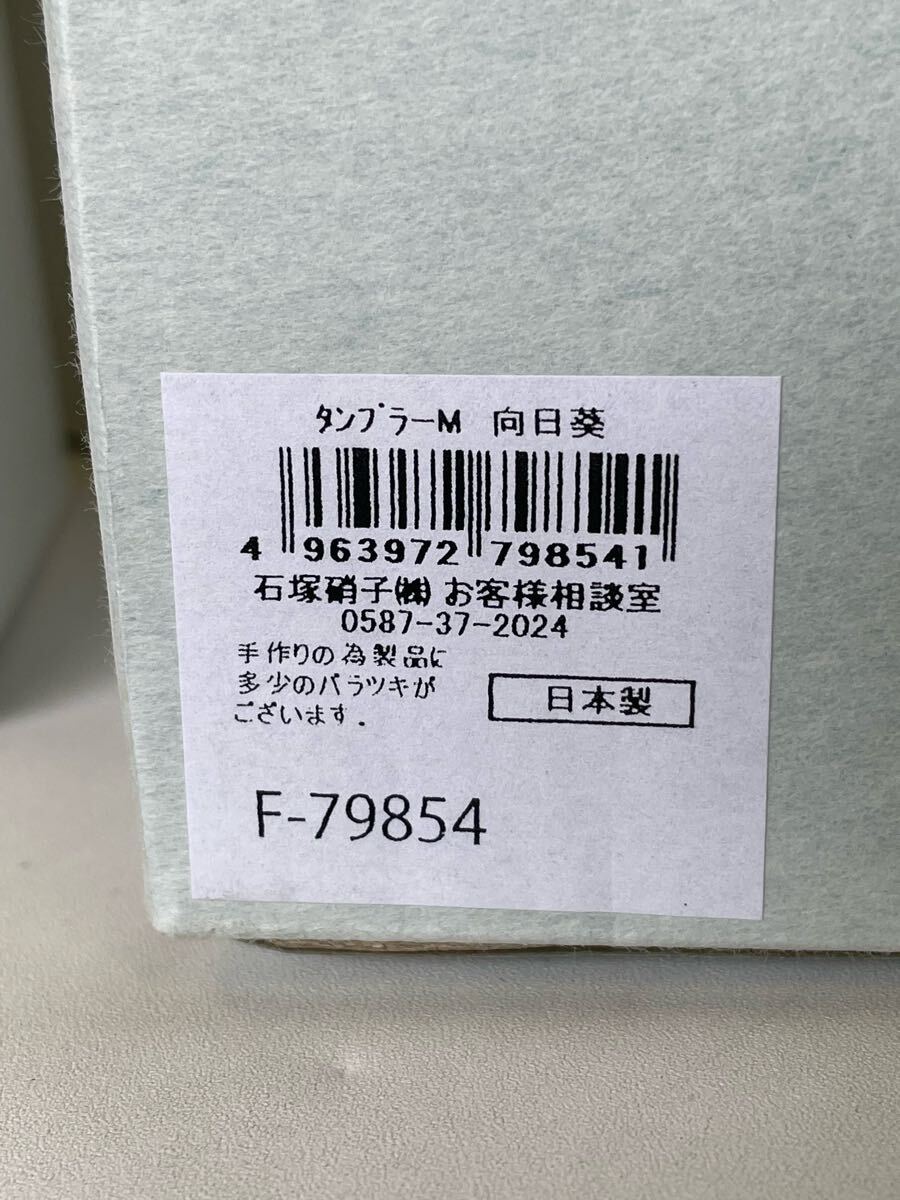 ﾀﾝﾌﾞﾗｰM 向日葵
4 963972 798541
石塚硝子㈱ お客様相談室
0587-37-2024
手作りの為製品に
多少のバラツキが
ございます.
日本製
F-79854